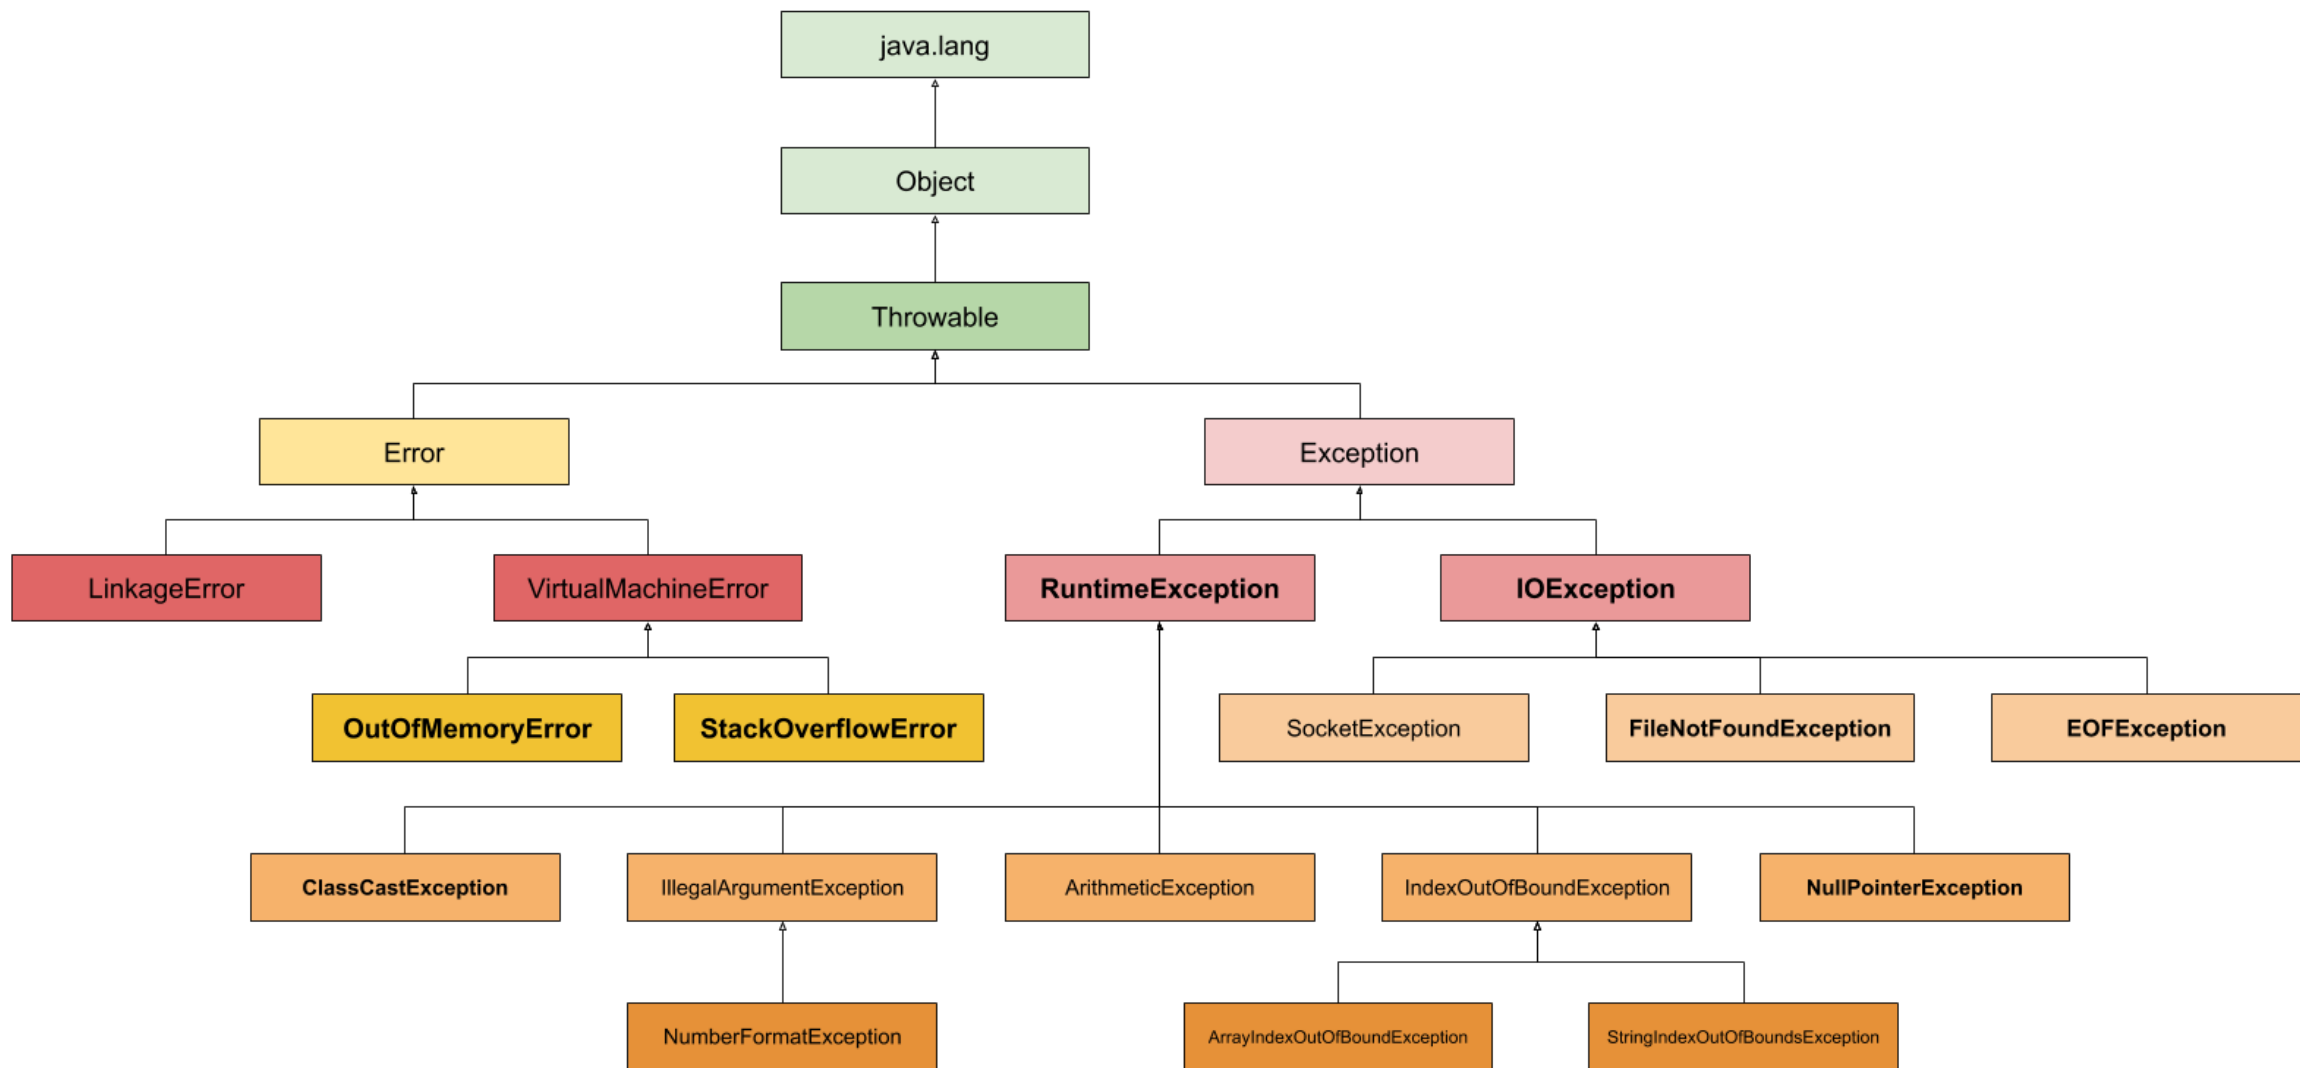 java.lang
Object
Throwable
Error
Exception
LinkageError
VirtualMachineError
RuntimeException
IOException
OutOfMemoryError
StackOverflowError
SocketException
FileNotFoundException
EOFException
ClassCastException
IllegalArgumentException
ArithmeticException
IndexOutOfBoundException
NullPointerException
NumberFormatException
ArrayIndexOutOfBoundException
StringIndexOutOfBoundsException